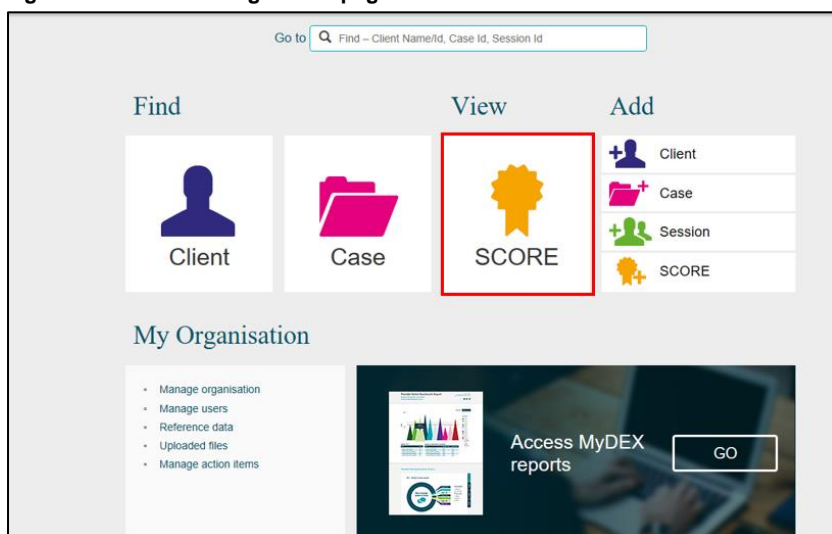 Go to Find – Client Name/Id, Case Id, Session Id
Find
View
Add
Client
Case
SCORE
Client
Case
Session
SCORE
My Organisation
Manage organisation
Manage users
Reference data
Uploaded files
Manage action items
Access MyDEX
reports
GO